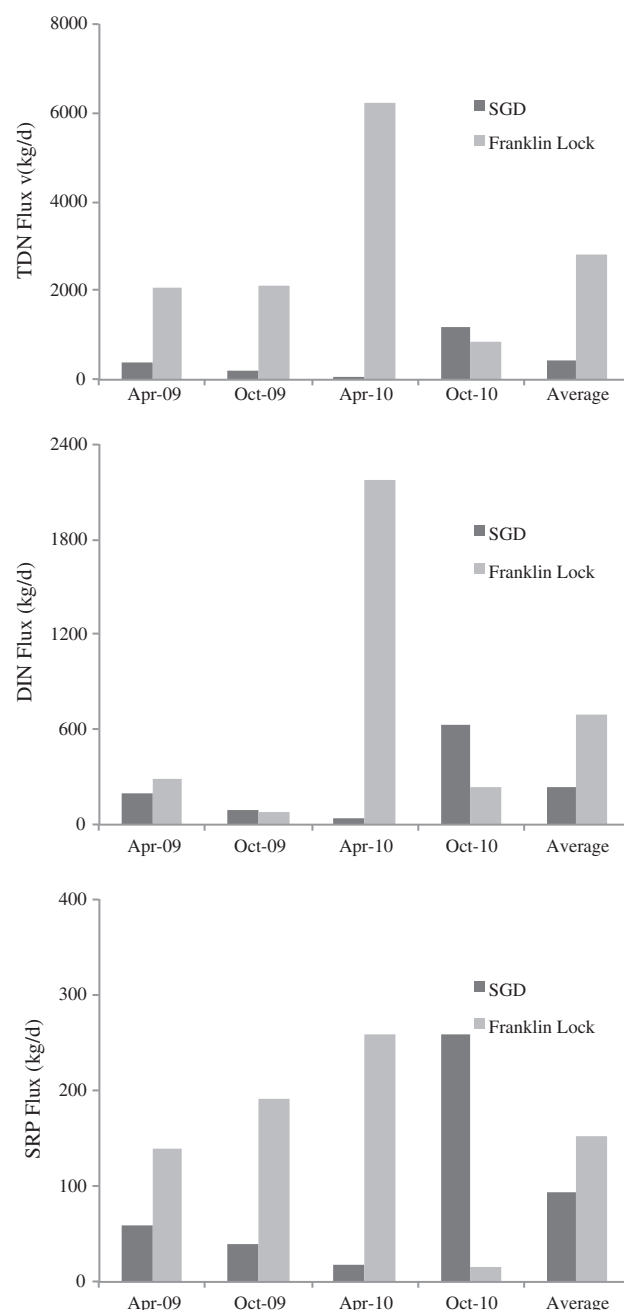 8000
6000
4000
2000
0
TDN Flux v(kg/d)
SGD
Franklin Lock
Apr-09 Oct-09 Apr-10 Oct-10 Average
2400
1800
1200
600
0
DIN Flux (kg/d)
SGD
Franklin Lock
Apr-09 Oct-09 Apr-10 Oct-10 Average
400
300
200
100
0
SRP Flux (kg/d)
SGD
Franklin Lock
Apr-09 Oct-09 Apr-10 Oct-10 Average